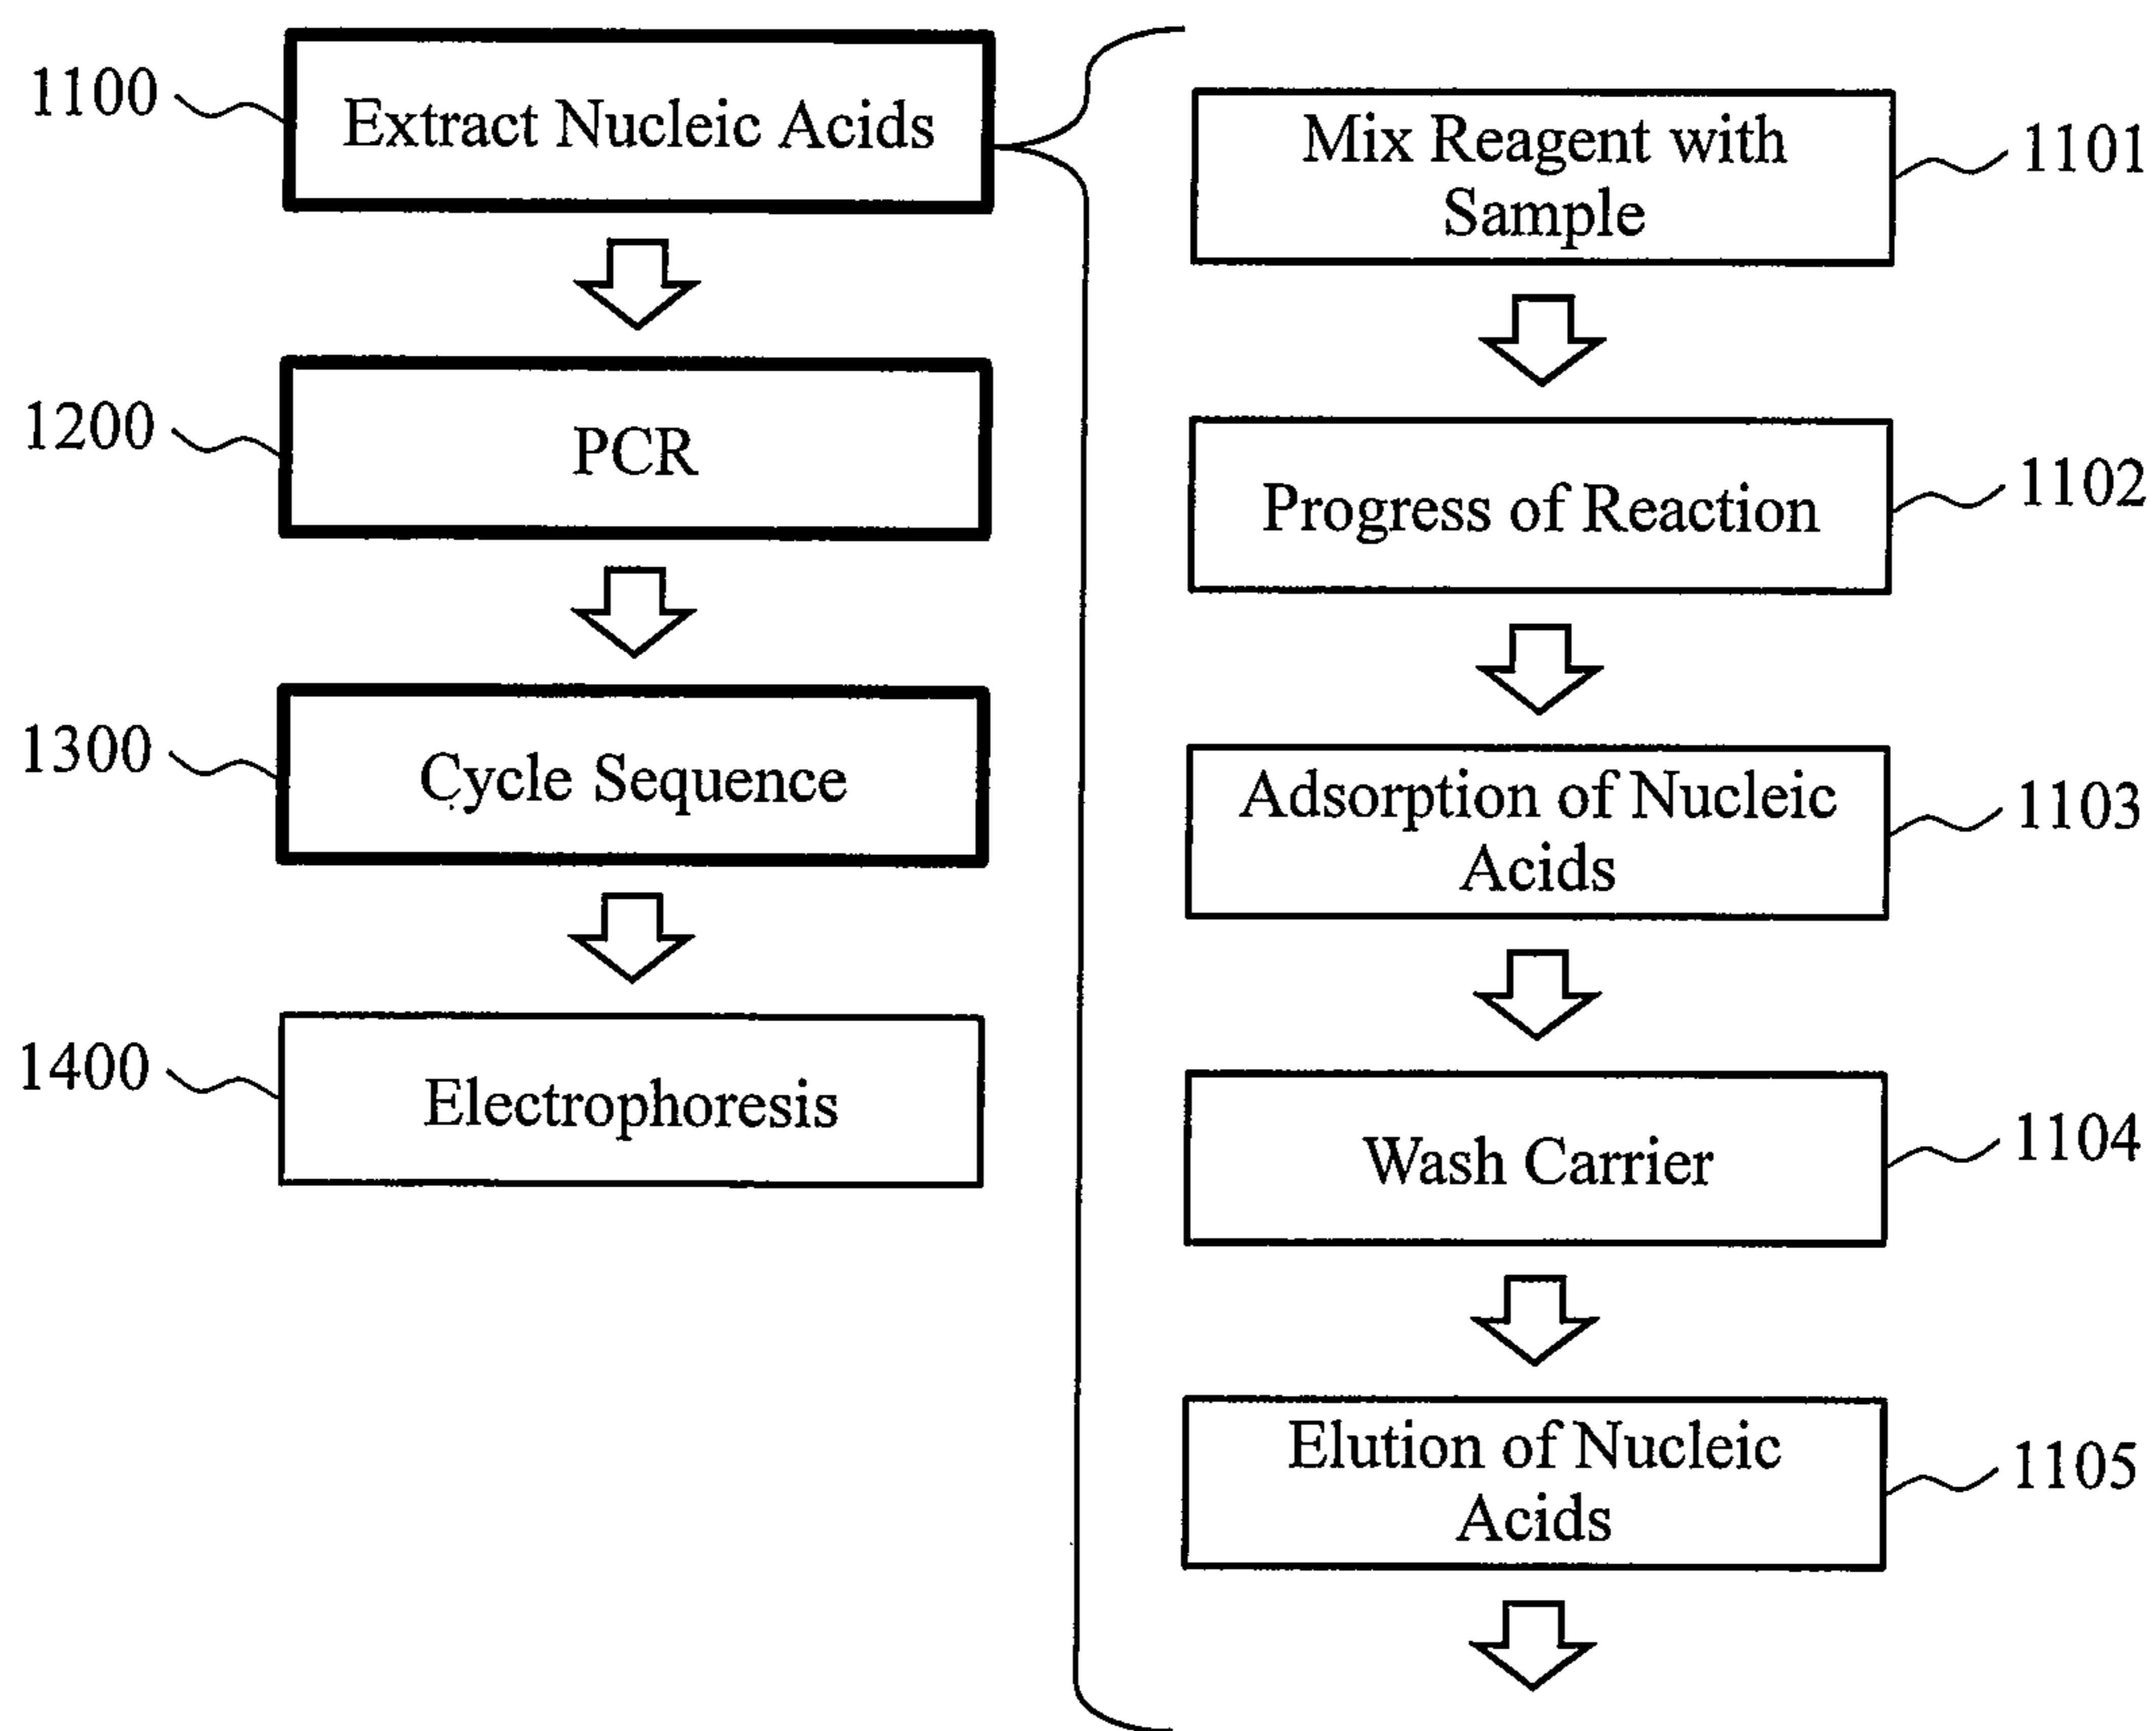 1100
Extract Nucleic Acids
1200
PCR
1300
Cycle Sequence
1400
Electrophoresis
Mix Reagent with
Sample
1101
Progress of Reaction
1102
Adsorption of Nucleic
Acids
1103
Wash Carrier
1104
Elution of Nucleic
Acids
1105